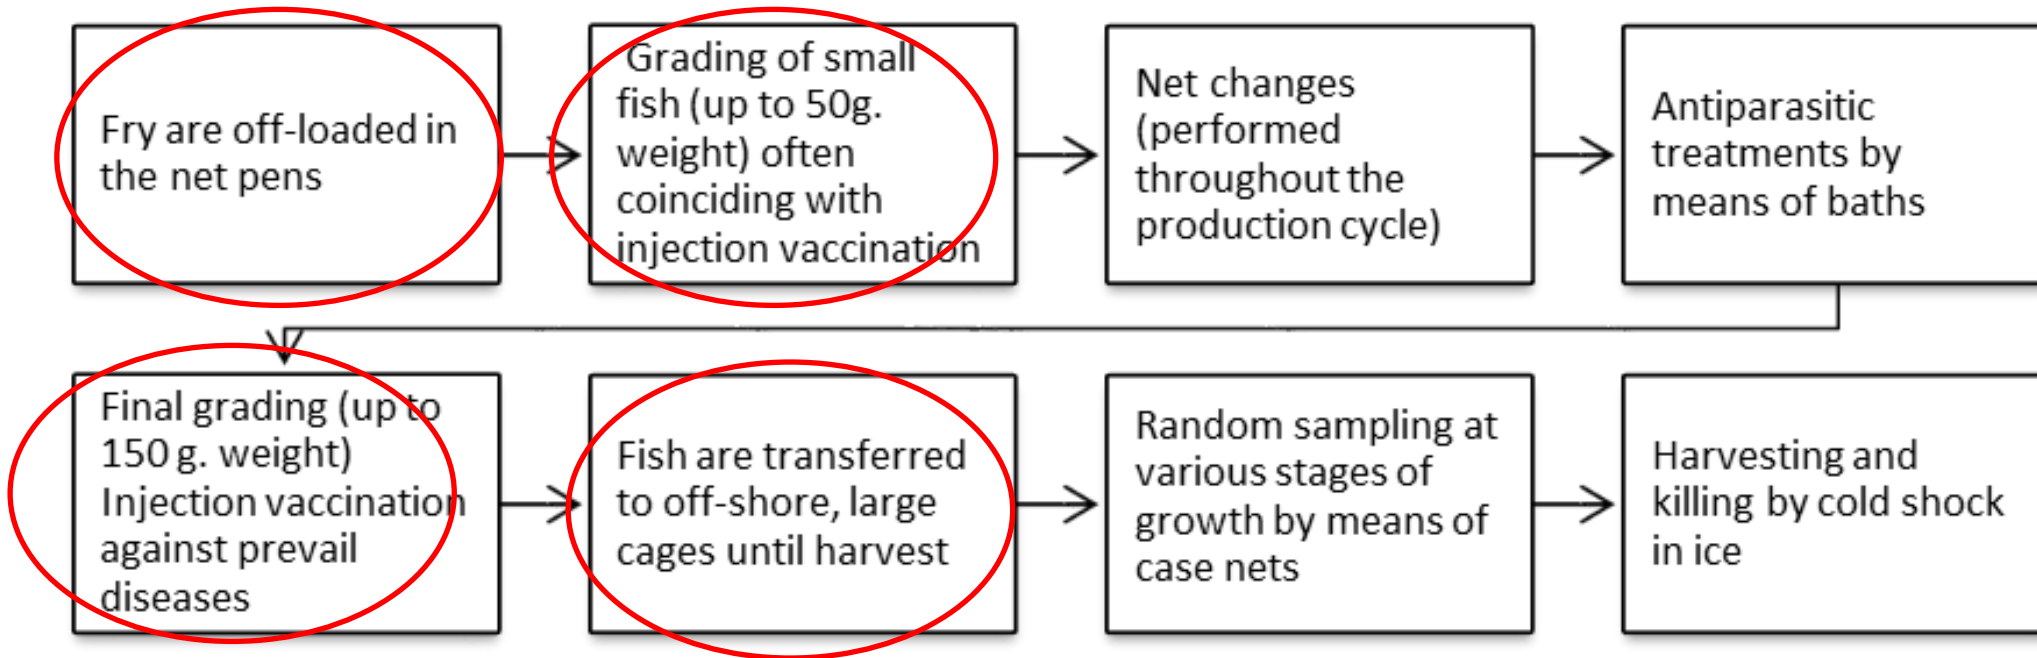 Fry are off-loaded in
the net pens
Grading of small
fish (up to 50g.
weight) often
coinciding with
injection vaccination
Net changes
(performed
throughout the
production cycle)
Antiparasitic
treatments by
means of baths
Final grading (up to
150 g. weight)
Injection vaccination
against prevail
diseases
Fish are transferred
to off-shore, large
cages until harvest
Random sampling at
various stages of
growth by means of
case nets
Harvesting and
killing by cold shock
in ice